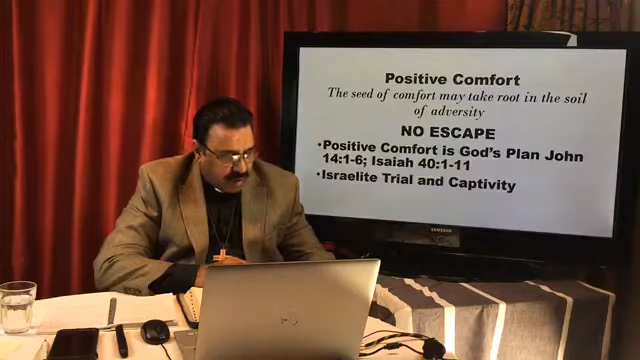 Positive Comfort
The seed of comfort may take root in the soil
of adversity
NO ESCAPE
•Positive Comfort is God's Plan John
14:1-6; Isaiah 40:1-11
•Israelite Trial and Captivity
SAMSUNG